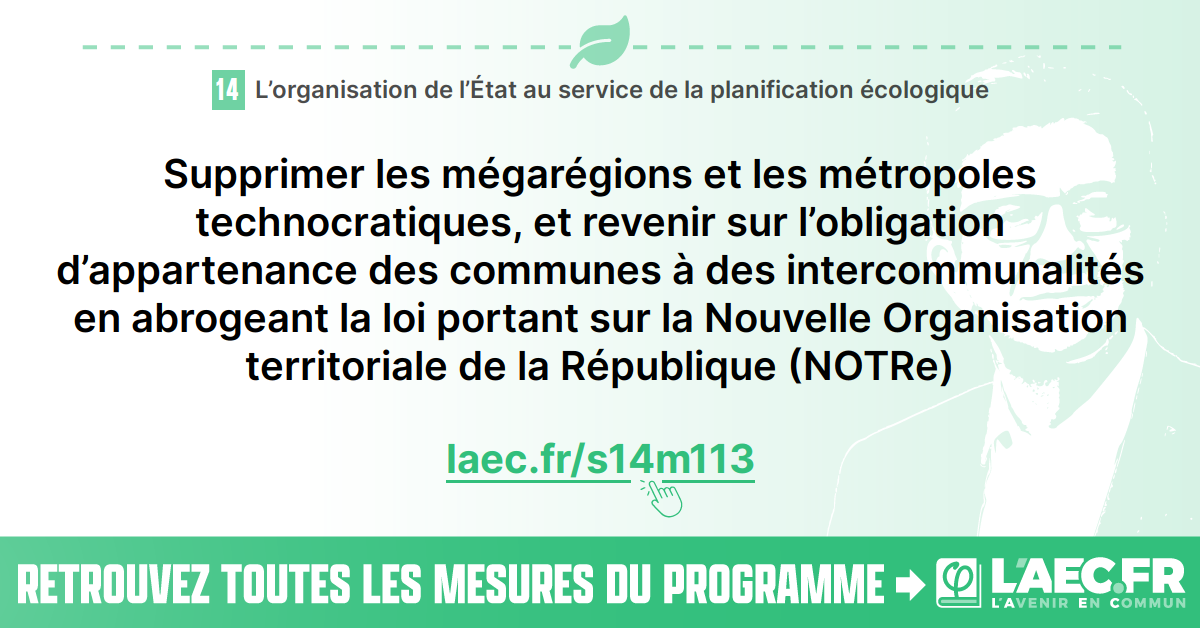 14 L’organisation de l’État au service de la planification écologique
Supprimer les mégarégions et les métropoles
technocratiques, et revenir sur l’obligation
d’appartenance des communes à des intercommunalités
en abrogeant la loi portant sur la Nouvelle Organisation
territoriale de la République (NOTRe)
laec.fr/s14m113
RETROUVEZ TOUTES LES MESURES DU PROGRAMME
L'AEC.FR
L'AVENIR EN COMMUN